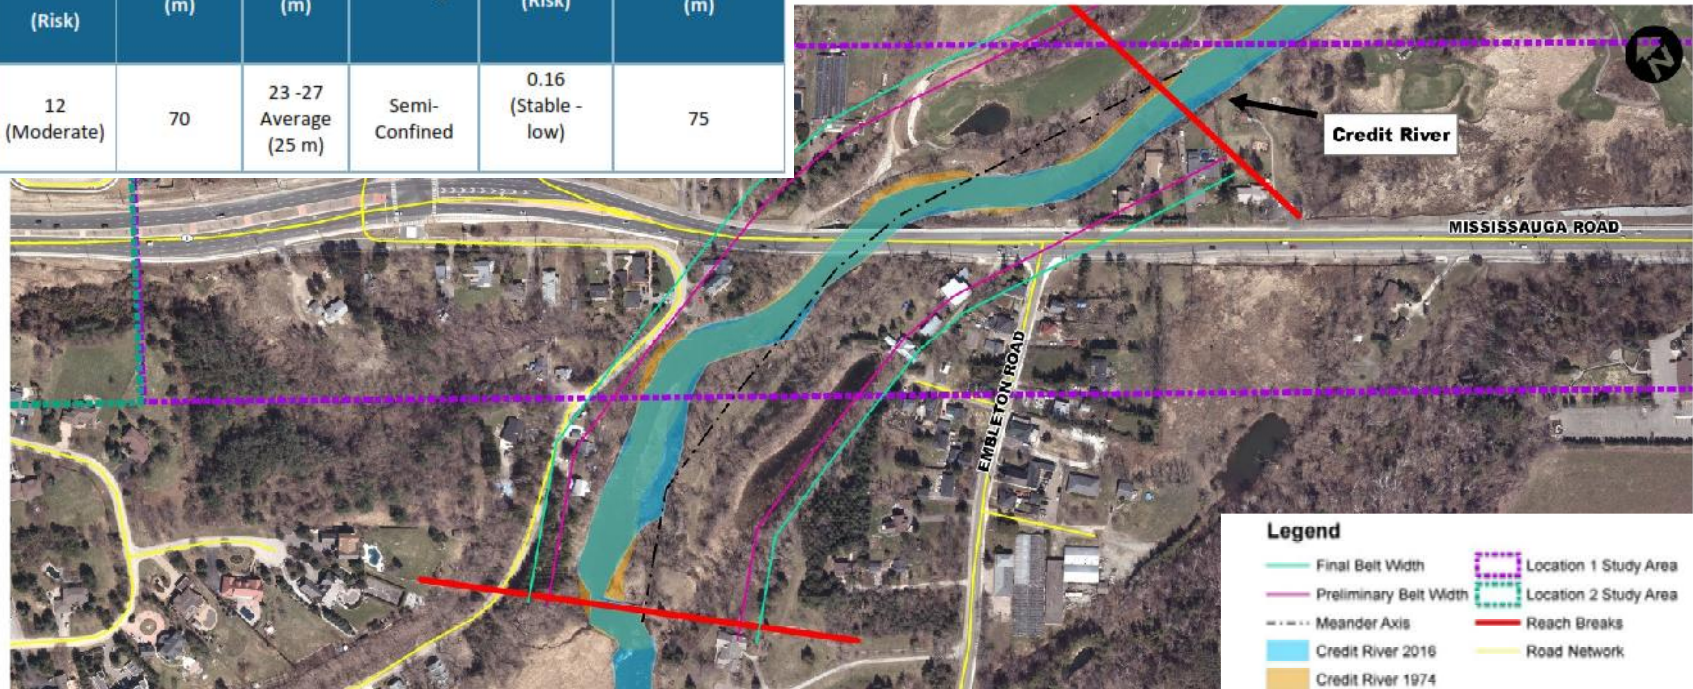 (m)
(m)
(Risk)
(m)
(Risk)
12
(Moderate)
70
23 -27
Average
(25 m)
Semi-
Confined
0.16
(Stable -
low)
75
N
Credit River
MISSISSAUGA ROAD
EMBLETON ROAD
Legend
Final Belt Width
Preliminary Belt Width
Meander Axis
Credit River 2016
Credit River 1974
Location 1 Study Area
Location 2 Study Area
Reach Breaks
Road Network